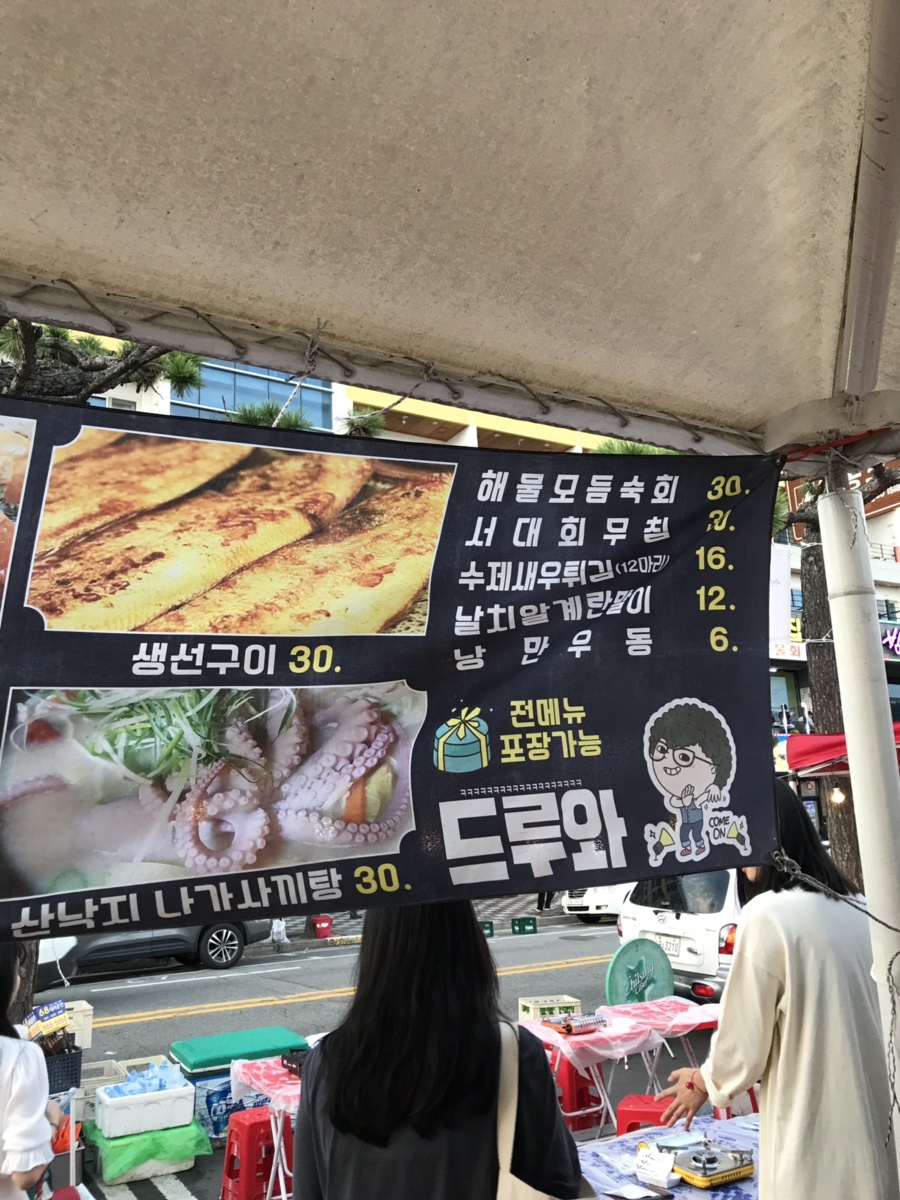 생선구이 30.
산낙지 나가사끼탕 30.
해물모듬숙회 30.
서대회무침
수제새우튀김(12마리) 16.
날치알계란말이 12.
낭만우동 6.
전메뉴
포장가능
ㅋㅋㅋㅋㅋㅋㅋㅋㅋㅋㅋㅋㅋㅋㅋㅋㅋㅋㅋ
드루와
COME
ON